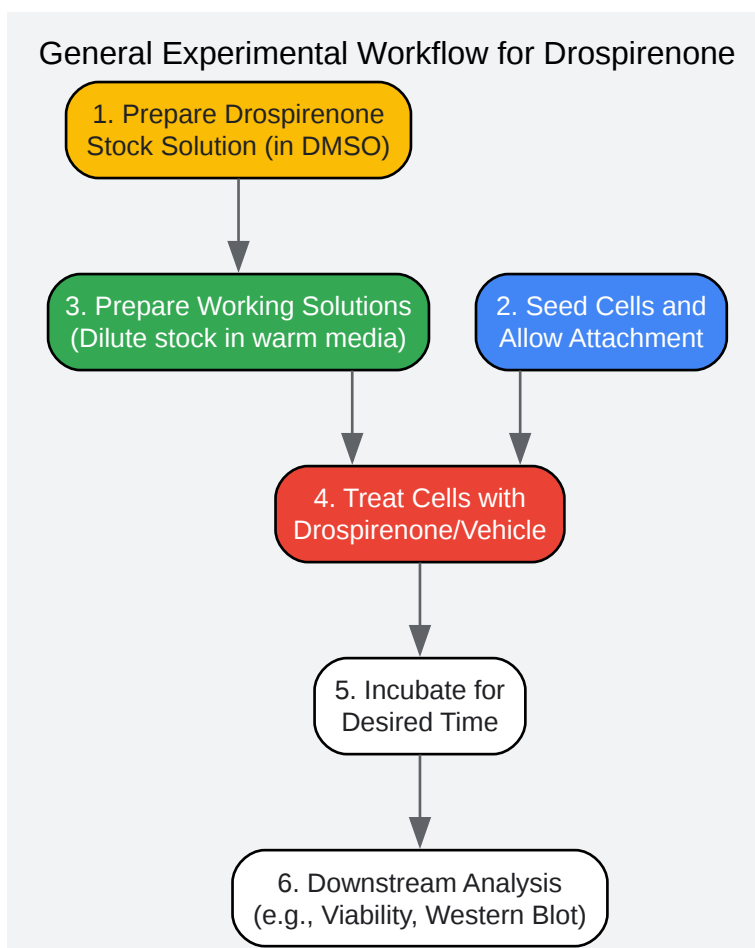 General Experimental Workflow for Drospirenone
1. Prepare Drospirenone
Stock Solution (in DMSO)
3. Prepare Working Solutions
(Dilute stock in warm media)
2. Seed Cells and
Allow Attachment
4. Treat Cells with
Drospirenone/Vehicle
5. Incubate for
Desired Time
6. Downstream Analysis
(e.g., Viability, Western Blot)